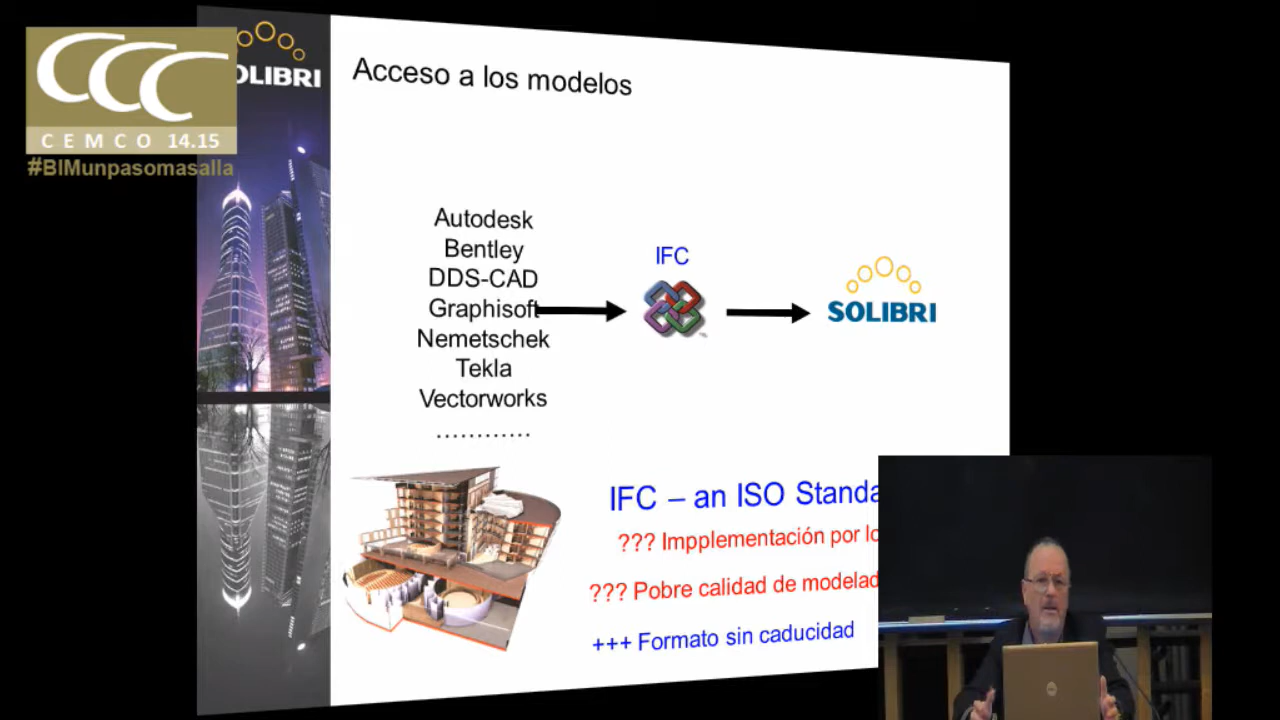 CCC
CEMCO 14.15
#BIMunpasomasalla
OLIBRI
Acceso a los modelos
Autodesk
Bentley
DDS-CAD
Graphisoft
Nemetschek
Tekla
Vectorworks
............
IFC
SOLIBRI
IFC – an ISO Standa
??? Impplementación por lo
??? Pobre calidad de modelad
+++ Formato sin caducidad